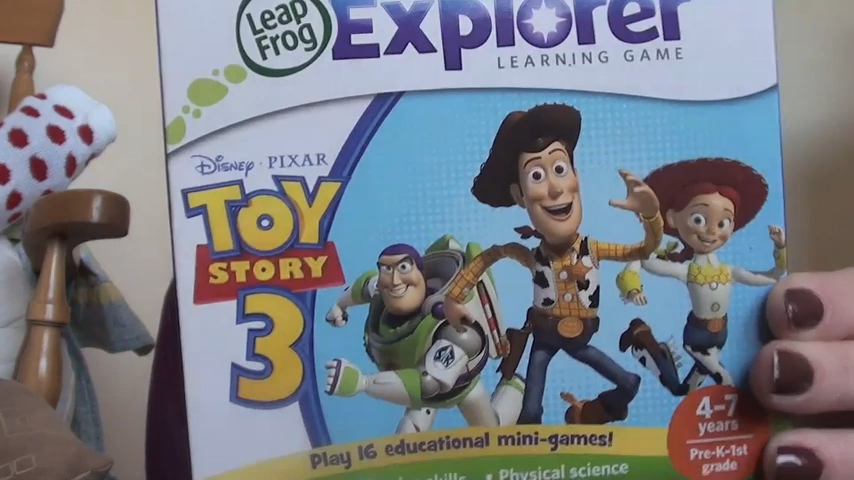 Leap
Frog
Explorer
LEARNING GAME
DISNEY • PIXAR
TOY
STORY
3
4-7
years
Pre-K-1st
grade
Play 16 educational mini-games!
skills • Physical science